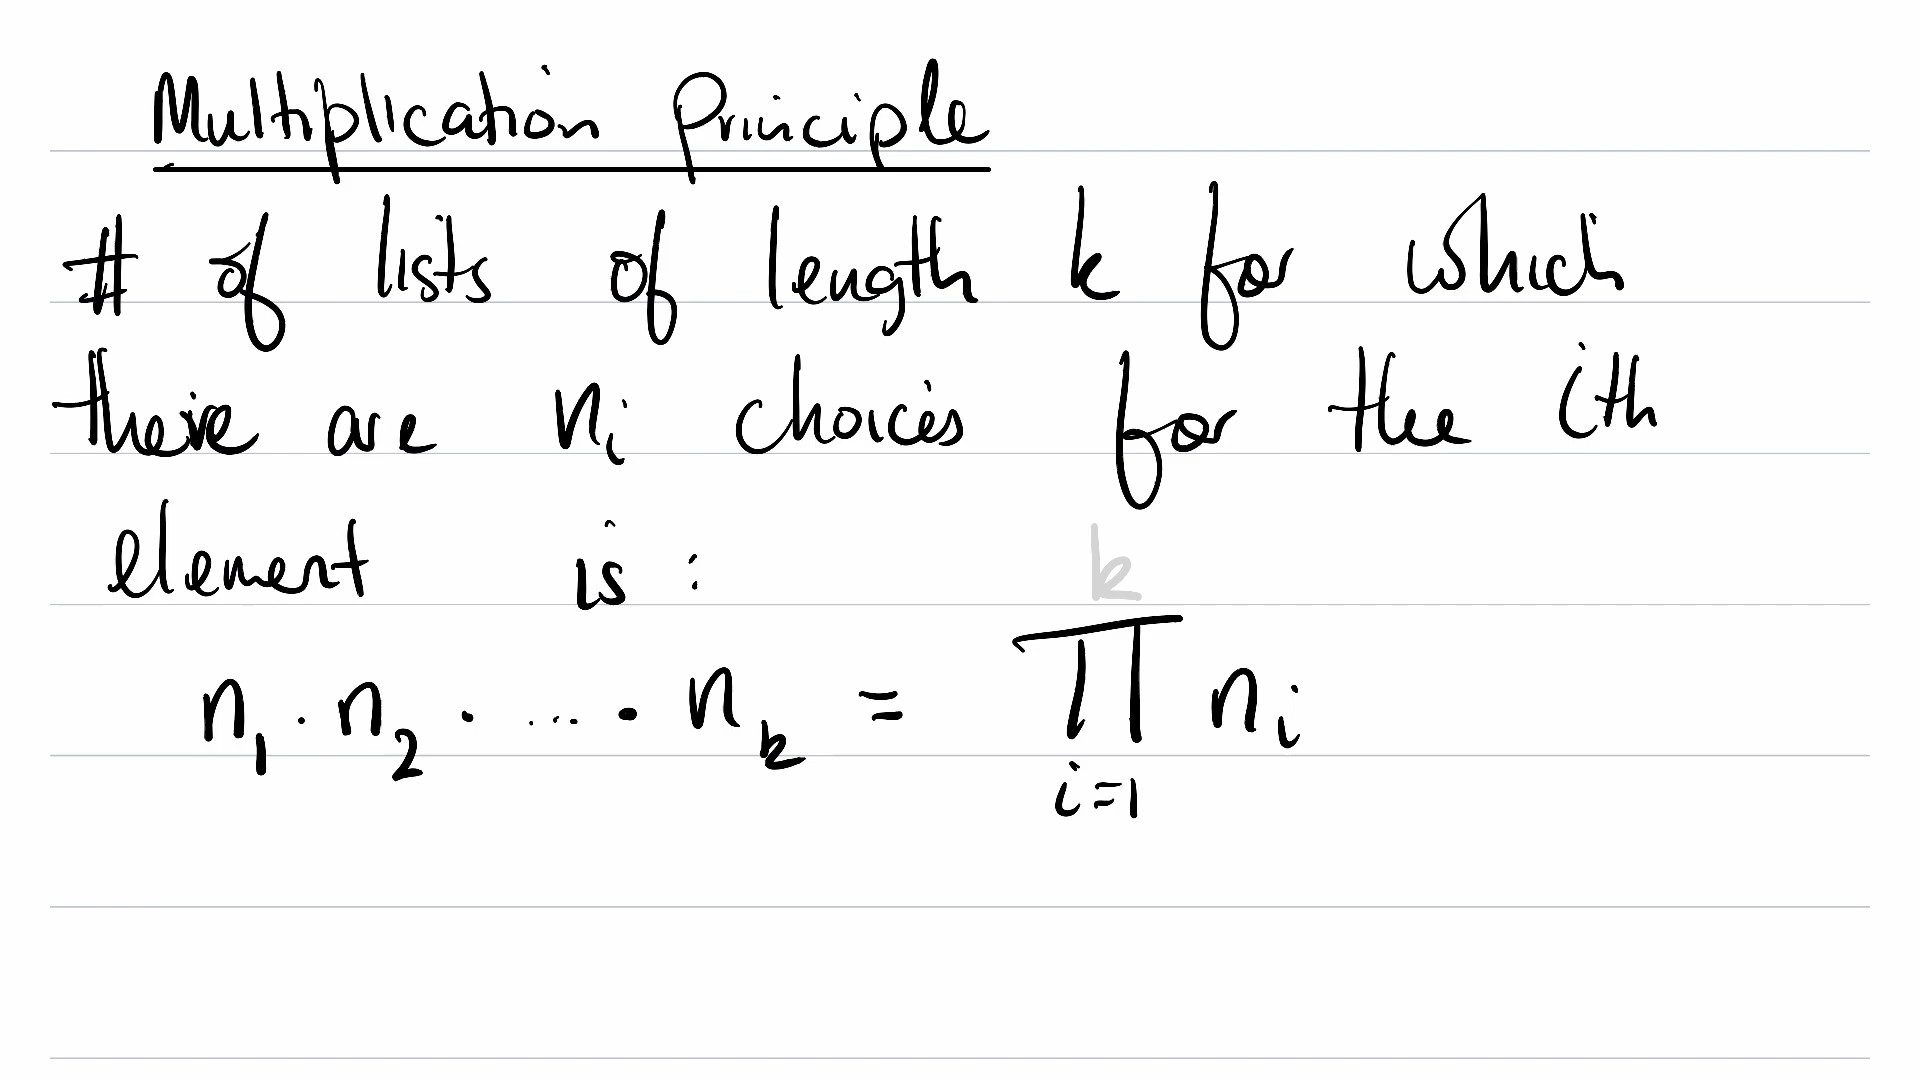 Multiplication Principle
# of lists of length k for which
there are nᵢ choices for the ith
element is:
n₁ · n₂ · ... · nₖ = ∏ᵢ₌₁ᵏ nᵢ